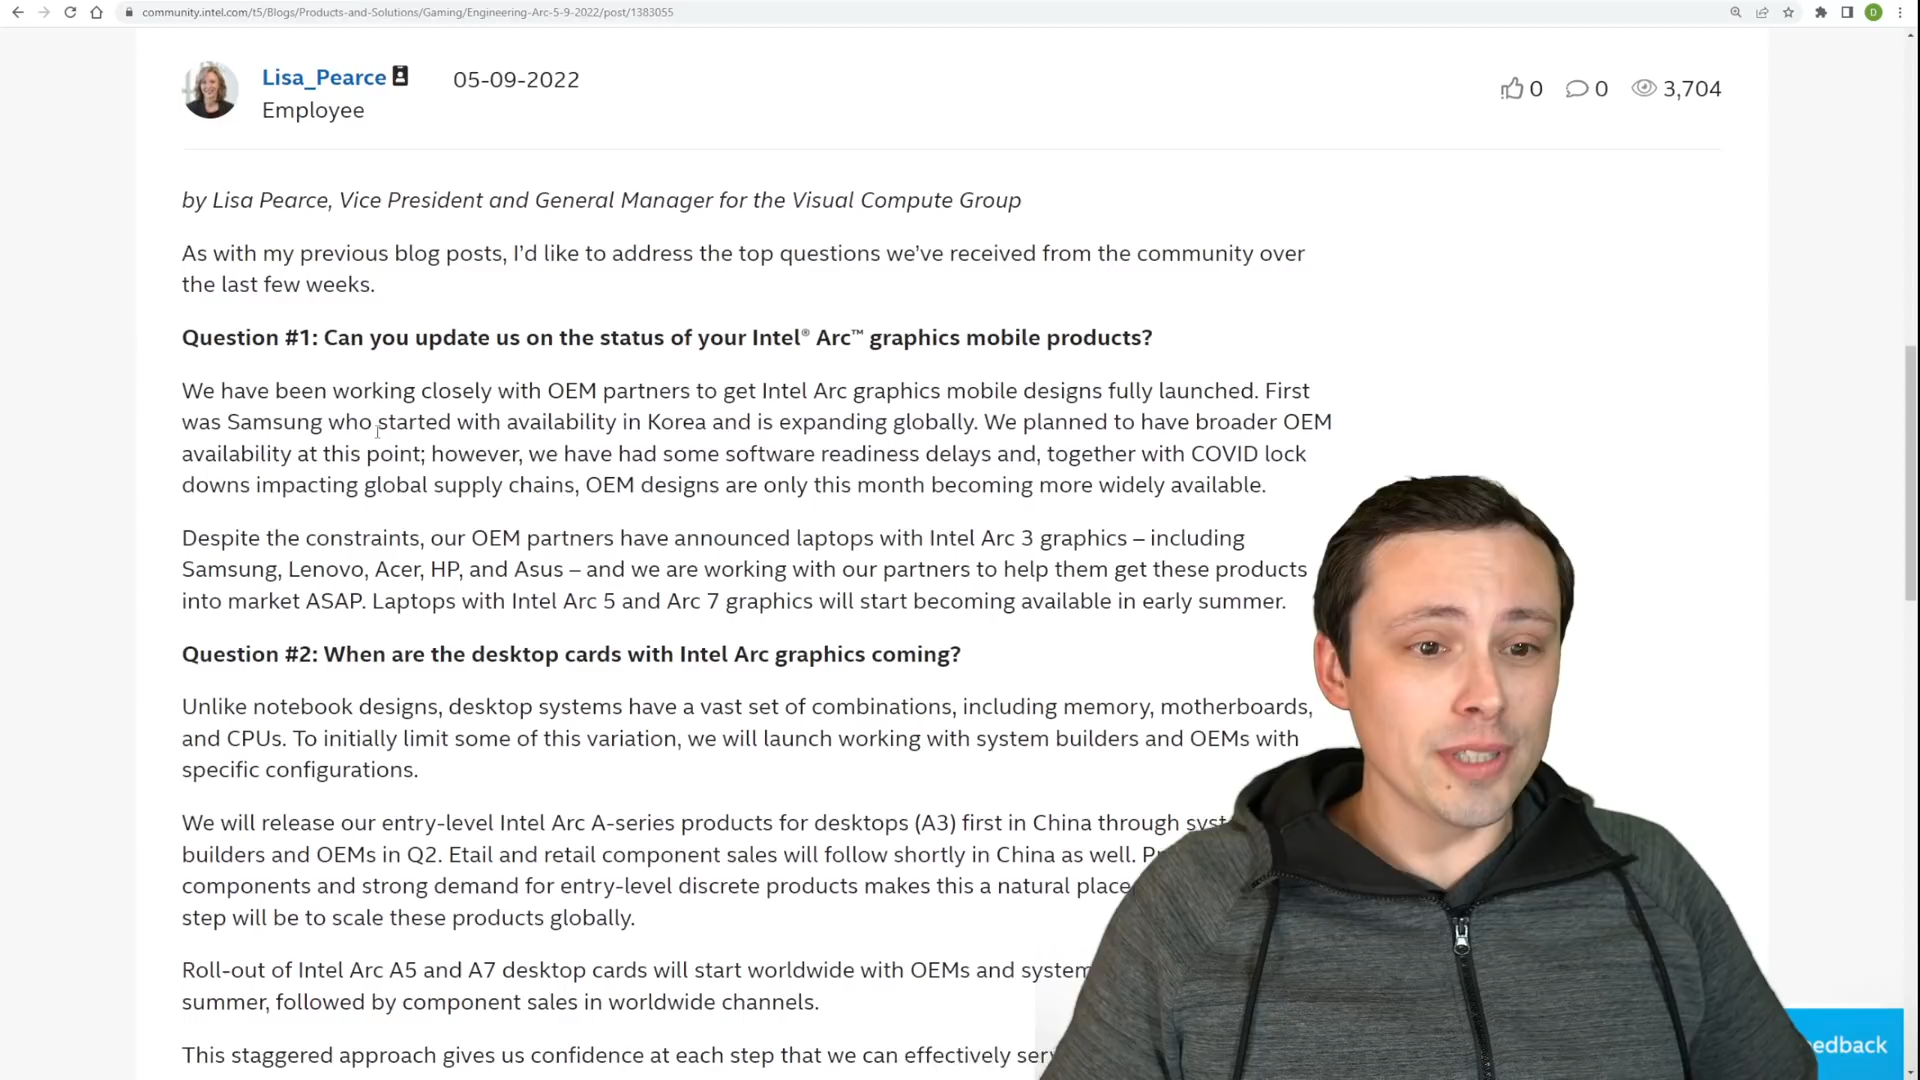 community.intel.com/t5/Blogs/Products-and-Solutions/Gaming/Engineering-Arc-5-9-2022/post/1383055
D
Lisa_Pearce 05-09-2022
Employee
0 0 3,704
by Lisa Pearce, Vice President and General Manager for the Visual Compute Group
As with my previous blog posts, I’d like to address the top questions we’ve received from the community over
the last few weeks.
Question #1: Can you update us on the status of your Intel® Arc™ graphics mobile products?
We have been working closely with OEM partners to get Intel Arc graphics mobile designs fully launched. First
was Samsung who started with availability in Korea and is expanding globally. We planned to have broader OEM
availability at this point; however, we have had some software readiness delays and, together with COVID lock
downs impacting global supply chains, OEM designs are only this month becoming more widely available.
Despite the constraints, our OEM partners have announced laptops with Intel Arc 3 graphics – including
Samsung, Lenovo, Acer, HP, and Asus – and we are working with our partners to help them get these products
into market ASAP. Laptops with Intel Arc 5 and Arc 7 graphics will start becoming available in early summer.
Question #2: When are the desktop cards with Intel Arc graphics coming?
Unlike notebook designs, desktop systems have a vast set of combinations, including memory, motherboards,
and CPUs. To initially limit some of this variation, we will launch working with system builders and OEMs with
specific configurations.
We will release our entry-level Intel Arc A-series products for desktops (A3) first in China through
builders and OEMs in Q2. Etail and retail component sales will follow shortly in China as well.
components and strong demand for entry-level discrete products makes this a natural place
step will be to scale these products globally.
Roll-out of Intel Arc A5 and A7 desktop cards will start worldwide with OEMs and system
summer, followed by component sales in worldwide channels.
This staggered approach gives us confidence at each step that we can effectively
edback